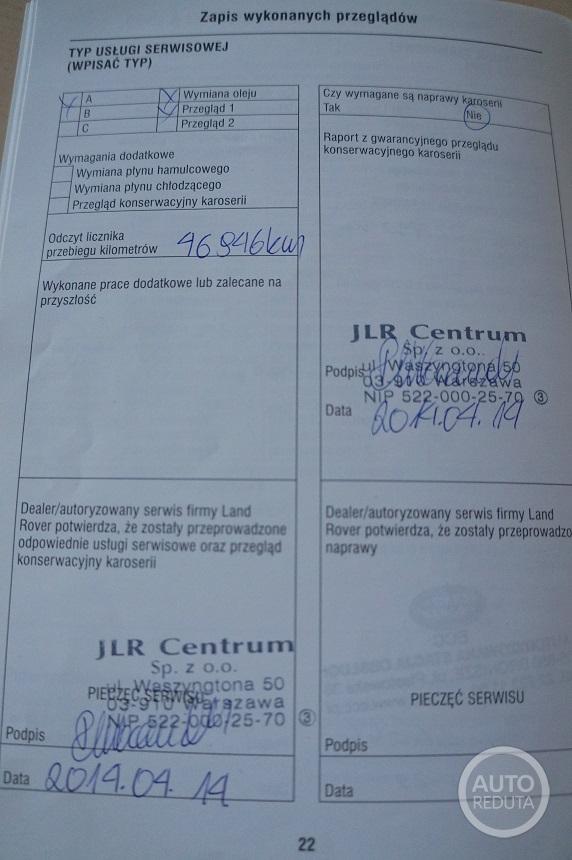 Zapis wykonanych przeglądów
TYP USŁUGI SERWISOWEJ
(WPISAĆ TYP)
A
B
C
Wymiana oleju
Przegląd 1
Przegląd 2
Wymagania dodatkowe
Wymiana płynu hamulcowego
Wymiana płynu chłodzącego
Przegląd konserwacyjny karoserii
Odczyt licznika
przebiegu kilometrów 46 946km
Wykonane prace dodatkowe lub zalecane na
przyszłość
Dealer/autoryzowany serwis firmy Land
Rover potwierdza, że zostały przeprowadzone
odpowiednie usługi serwisowe oraz przegląd
konserwacyjny karoserii
JLR Centrum
Sp. z o.o.
ul. Waszyngtona 50
PIECZĘĆ SERWISU
03-910 Warszawa
NIP 522-000-25-70 3
Podpis
Data 2014.04.14
Czy wymagane są naprawy karoserii
Tak Nie
Raport z gwarancyjnego przeglądu
konserwacyjnego karoserii
JLR Centrum
Sp. z o.o.
Podpis ul. Waszyngtona 50
03-910 Warszawa
NIP 522-000-25-70 3
Data 2014.04.14
Dealer/autoryzowany serwis firmy Land
Rover potwierdza, że zostały przeprowadzo
naprawy
PIECZĘĆ SERWISU
Podpis
Data
22
AUTO
REDUTA